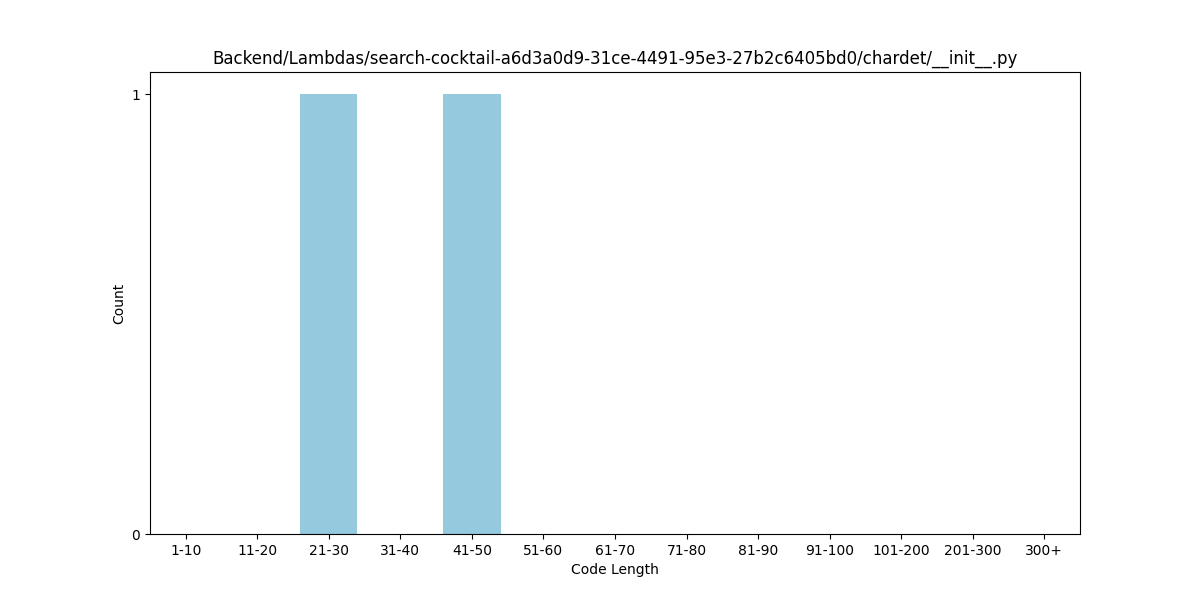 Backend/Lambdas/search-cocktail-a6d3a0d9-31ce-4491-95e3-27b2c6405bd0/chardet/__init__.py
1
Count
0
1-10 11-20 21-30 31-40 41-50 51-60 61-70 71-80 81-90 91-100 101-200 201-300 300+
Code Length